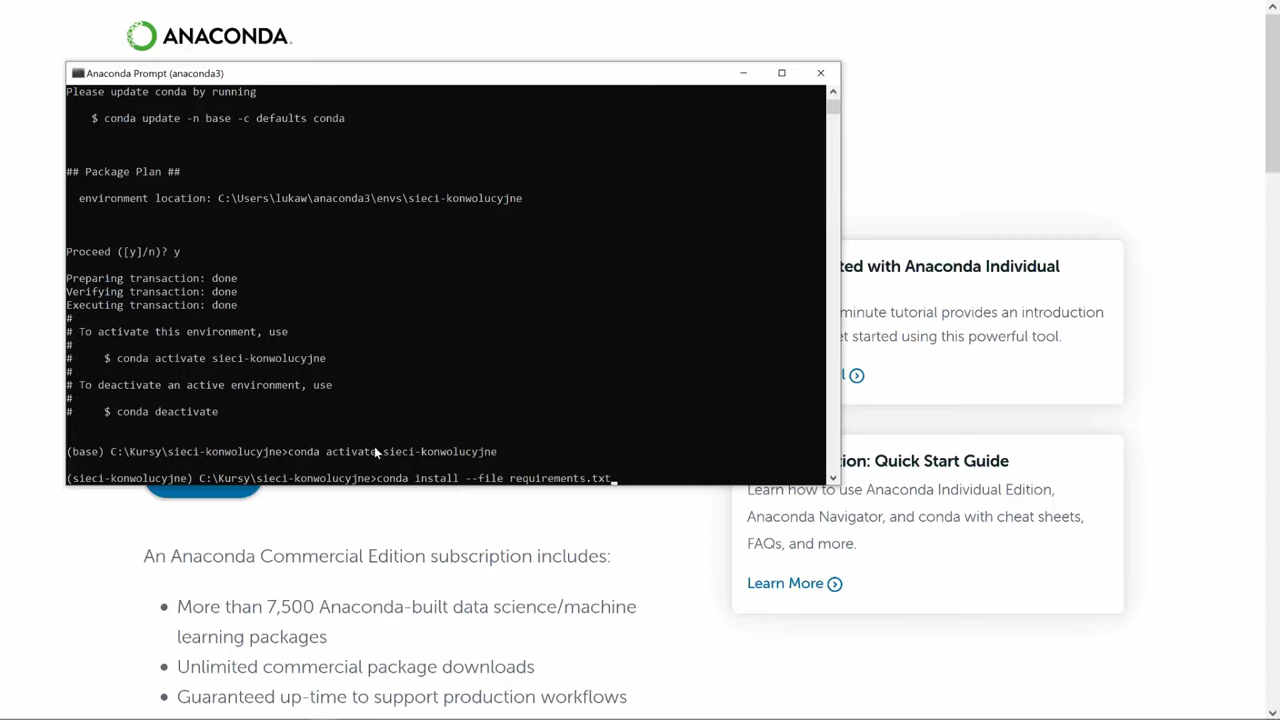 ANACONDA.
Anaconda Prompt (anaconda3)
Please update conda by running
$ conda update -n base -c defaults conda
## Package Plan ##
environment location: C:\Users\lukaw\anaconda3\envs\sieci-konwolucyjne
Proceed ([y]/n)? y
Preparing transaction: done
Verifying transaction: done
Executing transaction: done
#
# To activate this environment, use
#
#     $ conda activate sieci-konwolucyjne
#
# To deactivate an active environment, use
#
#     $ conda deactivate
(base) C:\Kursy\sieci-konwolucyjne>conda activate sieci-konwolucyjne
(sieci-konwolucyjne) C:\Kursy\sieci-konwolucyjne>conda install --file requirements.txt
ted with Anaconda Individual
minute tutorial provides an introduction
et started using this powerful tool.
l
tion: Quick Start Guide
Learn how to use Anaconda Individual Edition,
Anaconda Navigator, and conda with cheat sheets,
FAQs, and more.
Learn More
An Anaconda Commercial Edition subscription includes:
• More than 7,500 Anaconda-built data science/machine
learning packages
• Unlimited commercial package downloads
• Guaranteed up-time to support production workflows